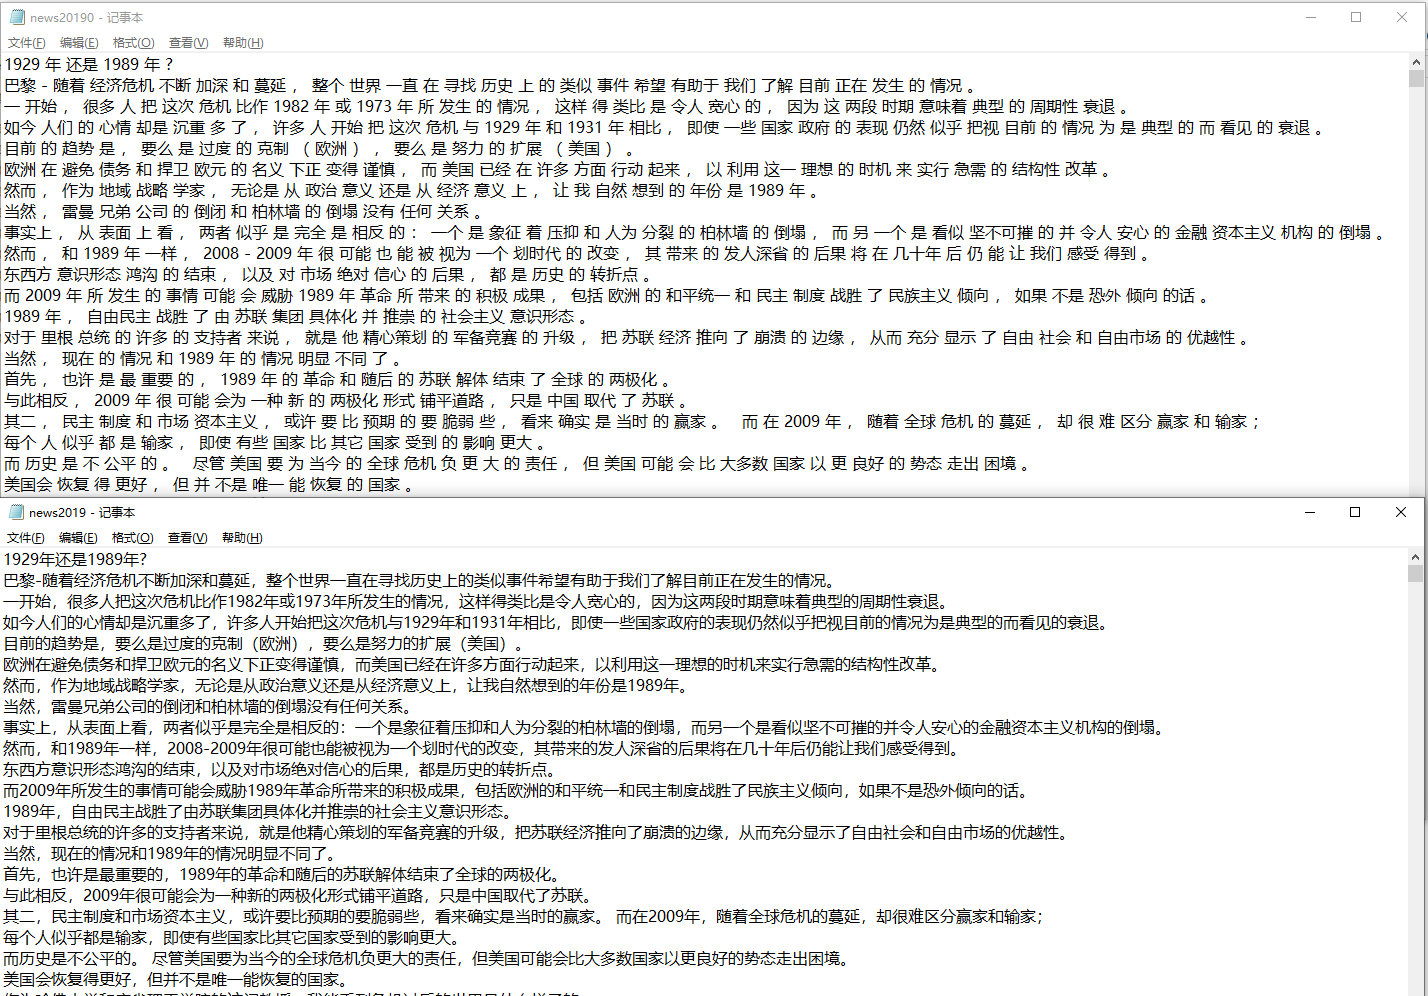 news20190 - 记事本
文件(F) 编辑(E) 格式(O) 查看(V) 帮助(H)
1929 年 还是 1989 年 ?
巴黎 - 随着 经济危机 不断 加深 和 蔓延 ， 整个 世界 一直 在 寻找 历史 上 的 类似 事件 希望 有助于 我们 了解 目前 正在 发生 的 情况 。
一 开始 ， 很多 人 把 这次 危机 比作 1982 年 或 1973 年 所 发生 的 情况 ， 这样 得 类比 是 令人 宽心 的 ， 因为 这 两段 时期 意味着 典型 的 周期性 衰退 。
如今 人们 的 心情 却是 沉重 多 了 ， 许多 人 开始 把 这次 危机 与 1929 年 和 1931 年 相比 ， 即使 一些 国家 政府 的 表现 仍然 似乎 把视 目前 的 情况 为 是 典型 的 而 看见 的 衰退 。
目前 的 趋势 是 ， 要么 是 过度 的 克制 （ 欧洲 ） ， 要么 是 努力 的 扩展 （ 美国 ） 。
欧洲 在 避免 债务 和 捍卫 欧元 的 名义 下正 变得 谨慎 ， 而 美国 已经 在 许多 方面 行动 起来 ， 以 利用 这一 理想 的 时机 来 实行 急需 的 结构性 改革 。
然而 ， 作为 地域 战略 学家 ， 无论是 从 政治 意义 还是 从 经济 意义 上 ， 让 我 自然 想到 的 年份 是 1989 年 。
当然 ， 雷曼 兄弟 公司 的 倒闭 和 柏林墙 的 倒塌 没有 任何 关系 。
事实上 ， 从 表面 上 看 ， 两者 似乎 是 完全 是 相反 的 ： 一个 是 象征 着 压抑 和 人为 分裂 的 柏林墙 的 倒塌 ， 而 另 一个 是 看似 坚不可摧 的 并 令人 安心 的 金融 资本主义 机构 的 倒塌 。
然而 ， 和 1989 年 一样 ， 2008 - 2009 年 很 可能 也 能 被 视为 一个 划时代 的 改变 ， 其 带来 的 发人深省 的 后果 将 在 几十年 后 仍 能 让 我们 感受 得到 。
东西方 意识形态 鸿沟 的 结束 ， 以及 对 市场 绝对 信心 的 后果 ， 都 是 历史 的 转折点 。
而 2009 年 所 发生 的 事情 可能 会 威胁 1989 年 革命 所 带来 的 积极 成果 ， 包括 欧洲 的 和平统一 和 民主 制度 战胜 了 民族主义 倾向 ， 如果 不是 恐外 倾向 的话 。
1989 年 ， 自由民主 战胜 了 由 苏联 集团 具体化 并 推崇 的 社会主义 意识形态 。
对于 里根 总统 的 许多 的 支持者 来说 ， 就是 他 精心策划 的 军备竞赛 的 升级 ， 把 苏联 经济 推向 了 崩溃 的 边缘 ， 从而 充分 显示 了 自由 社会 和 自由市场 的 优越性 。
当然 ， 现在 的 情况 和 1989 年 的 情况 明显 不同 了 。
首先 ， 也许 是 最 重要 的 ， 1989 年 的 革命 和 随后 的 苏联 解体 结束 了 全球 的 两极化 。
与此相反 ， 2009 年 很 可能 会为 一种 新 的 两极化 形式 铺平道路 ， 只是 中国 取代 了 苏联 。
其二 ， 民主 制度 和 市场 资本主义 ， 或许 要 比 预期 的 要 脆弱 些 ， 看来 确实 是 当时 的 赢家 。 而 在 2009 年 ， 随着 全球 危机 的 蔓延 ， 却 很 难 区分 赢家 和 输家 ；
每个 人 似乎 都 是 输家 ， 即使 有些 国家 比 其它 国家 受到 的 影响 更大 。
而 历史 是 不 公平 的 。 尽管 美国 要 为 当今 的 全球 危机 负 更 大 的 责任 ， 但 美国 可能 会 比 大多数 国家 以 更 良好 的 势态 走出 困境 。
美国会 恢复 得 更好 ， 但 并 不是 唯一 能 恢复 的 国家 。
news2019 - 记事本
文件(F) 编辑(E) 格式(O) 查看(V) 帮助(H)
1929年还是1989年?
巴黎-随着经济危机不断加深和蔓延，整个世界一直在寻找历史上的类似事件希望有助于我们了解目前正在发生的情况。
一开始，很多人把这次危机比作1982年或1973年所发生的情况，这样得类比是令人宽心的，因为这两段时期意味着典型的周期性衰退。
如今人们的心情却是沉重多了，许多人开始把这次危机与1929年和1931年相比，即使一些国家政府的表现仍然似乎把视目前的情况为是典型的而看见的衰退。
目前的趋势是，要么是过度的克制（欧洲），要么是努力的扩展（美国）。
欧洲在避免债务和捍卫欧元的名义下正变得谨慎，而美国已经在许多方面行动起来，以利用这一理想的时机来实行急需的结构性改革。
然而，作为地域战略学家，无论是从政治意义还是从经济意义上，让我自然想到的年份是1989年。
当然，雷曼兄弟公司的倒闭和柏林墙的倒塌没有任何关系。
事实上，从表面上看，两者似乎是完全是相反的：一个是象征着压抑和人为分裂的柏林墙的倒塌，而另一个是看似坚不可摧的并令人安心的金融资本主义机构的倒塌。
然而，和1989年一样，2008-2009年很可能也能被视为一个划时代的改变，其带来的发人深省的后果将在几十年后仍能让我们感受得到。
东西方意识形态鸿沟的结束，以及对市场绝对信心的后果，都是历史的转折点。
而2009年所发生的事情可能会威胁1989年革命所带来的积极成果，包括欧洲的和平统一和民主制度战胜了民族主义倾向，如果不是恐外倾向的话。
1989年，自由民主战胜了由苏联集团具体化并推崇的社会主义意识形态。
对于里根总统的许多的支持者来说，就是他精心策划的军备竞赛的升级，把苏联经济推向了崩溃的边缘，从而充分显示了自由社会和自由市场的优越性。
当然，现在的情况和1989年的情况明显不同了。
首先，也许是最重要的，1989年的革命和随后的苏联解体结束了全球的两极化。
与此相反，2009年很可能会为一种新的两极化形式铺平道路，只是中国取代了苏联。
其二，民主制度和市场资本主义，或许要比预期的要脆弱些，看来确实是当时的赢家。 而在2009年，随着全球危机的蔓延，却很难区分赢家和输家；
每个人似乎都是输家，即使有些国家比其它国家受到的影响更大。
而历史是不公平的。 尽管美国要为当今的全球危机负更大的责任，但美国可能会比大多数国家以更良好的势态走出困境。
美国会恢复得更好，但并不是唯一能恢复的国家。